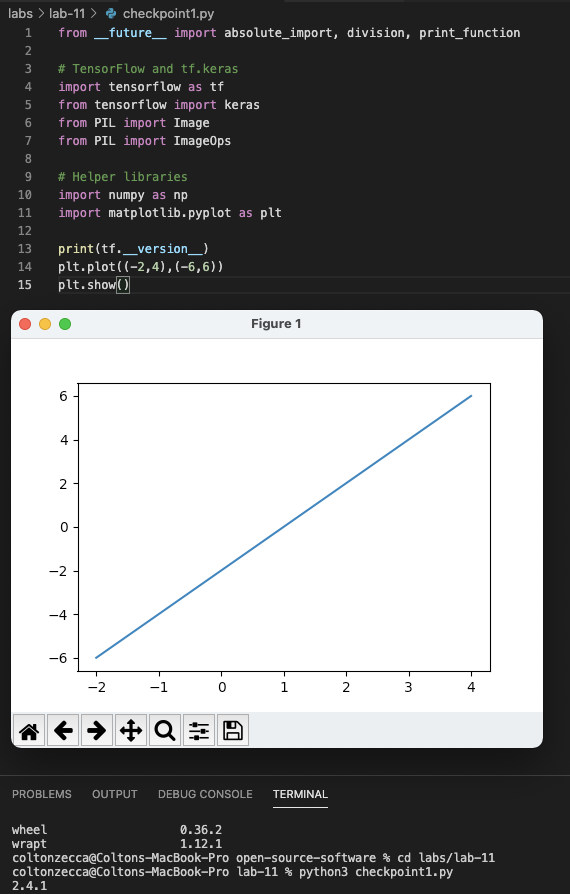 labs > lab-11 > checkpoint1.py
1 from __future__ import absolute_import, division, print_function
2
3 # TensorFlow and tf.keras
4 import tensorflow as tf
5 from tensorflow import keras
6 from PIL import Image
7 from PIL import ImageOps
8
9 # Helper libraries
10 import numpy as np
11 import matplotlib.pyplot as plt
12
13 print(tf.__version__)
14 plt.plot((-2,4),(-6,6))
15 plt.show()
Figure 1
6
4
2
0
−2
−4
−6
−2 −1 0 1 2 3 4
PROBLEMS OUTPUT DEBUG CONSOLE TERMINAL
wheel 0.36.2
wrapt 1.12.1
coltonzecca@Coltons-MacBook-Pro open-source-software % cd labs/lab-11
coltonzecca@Coltons-MacBook-Pro lab-11 % python3 checkpoint1.py
2.4.1